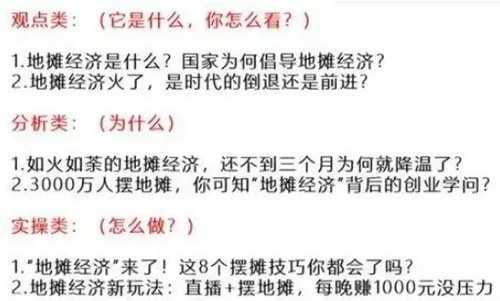 观点类：（它是什么，你怎么看？）
1.地摊经济是什么？国家为何倡导地摊经济？
2.地摊经济火了，是时代的倒退还是前进？
分析类：（为什么）
1.如火如荼的地摊经济，还不到三个月为何就降温了？
2.3000万人摆地摊，你可知"地摊经济"背后的创业学问？
实操类：（怎么做？）
1."地摊经济"来了！这8个摆摊技巧你都会了吗？
2.地摊经济新玩法：直播+摆地摊，每晚赚1000元没压力